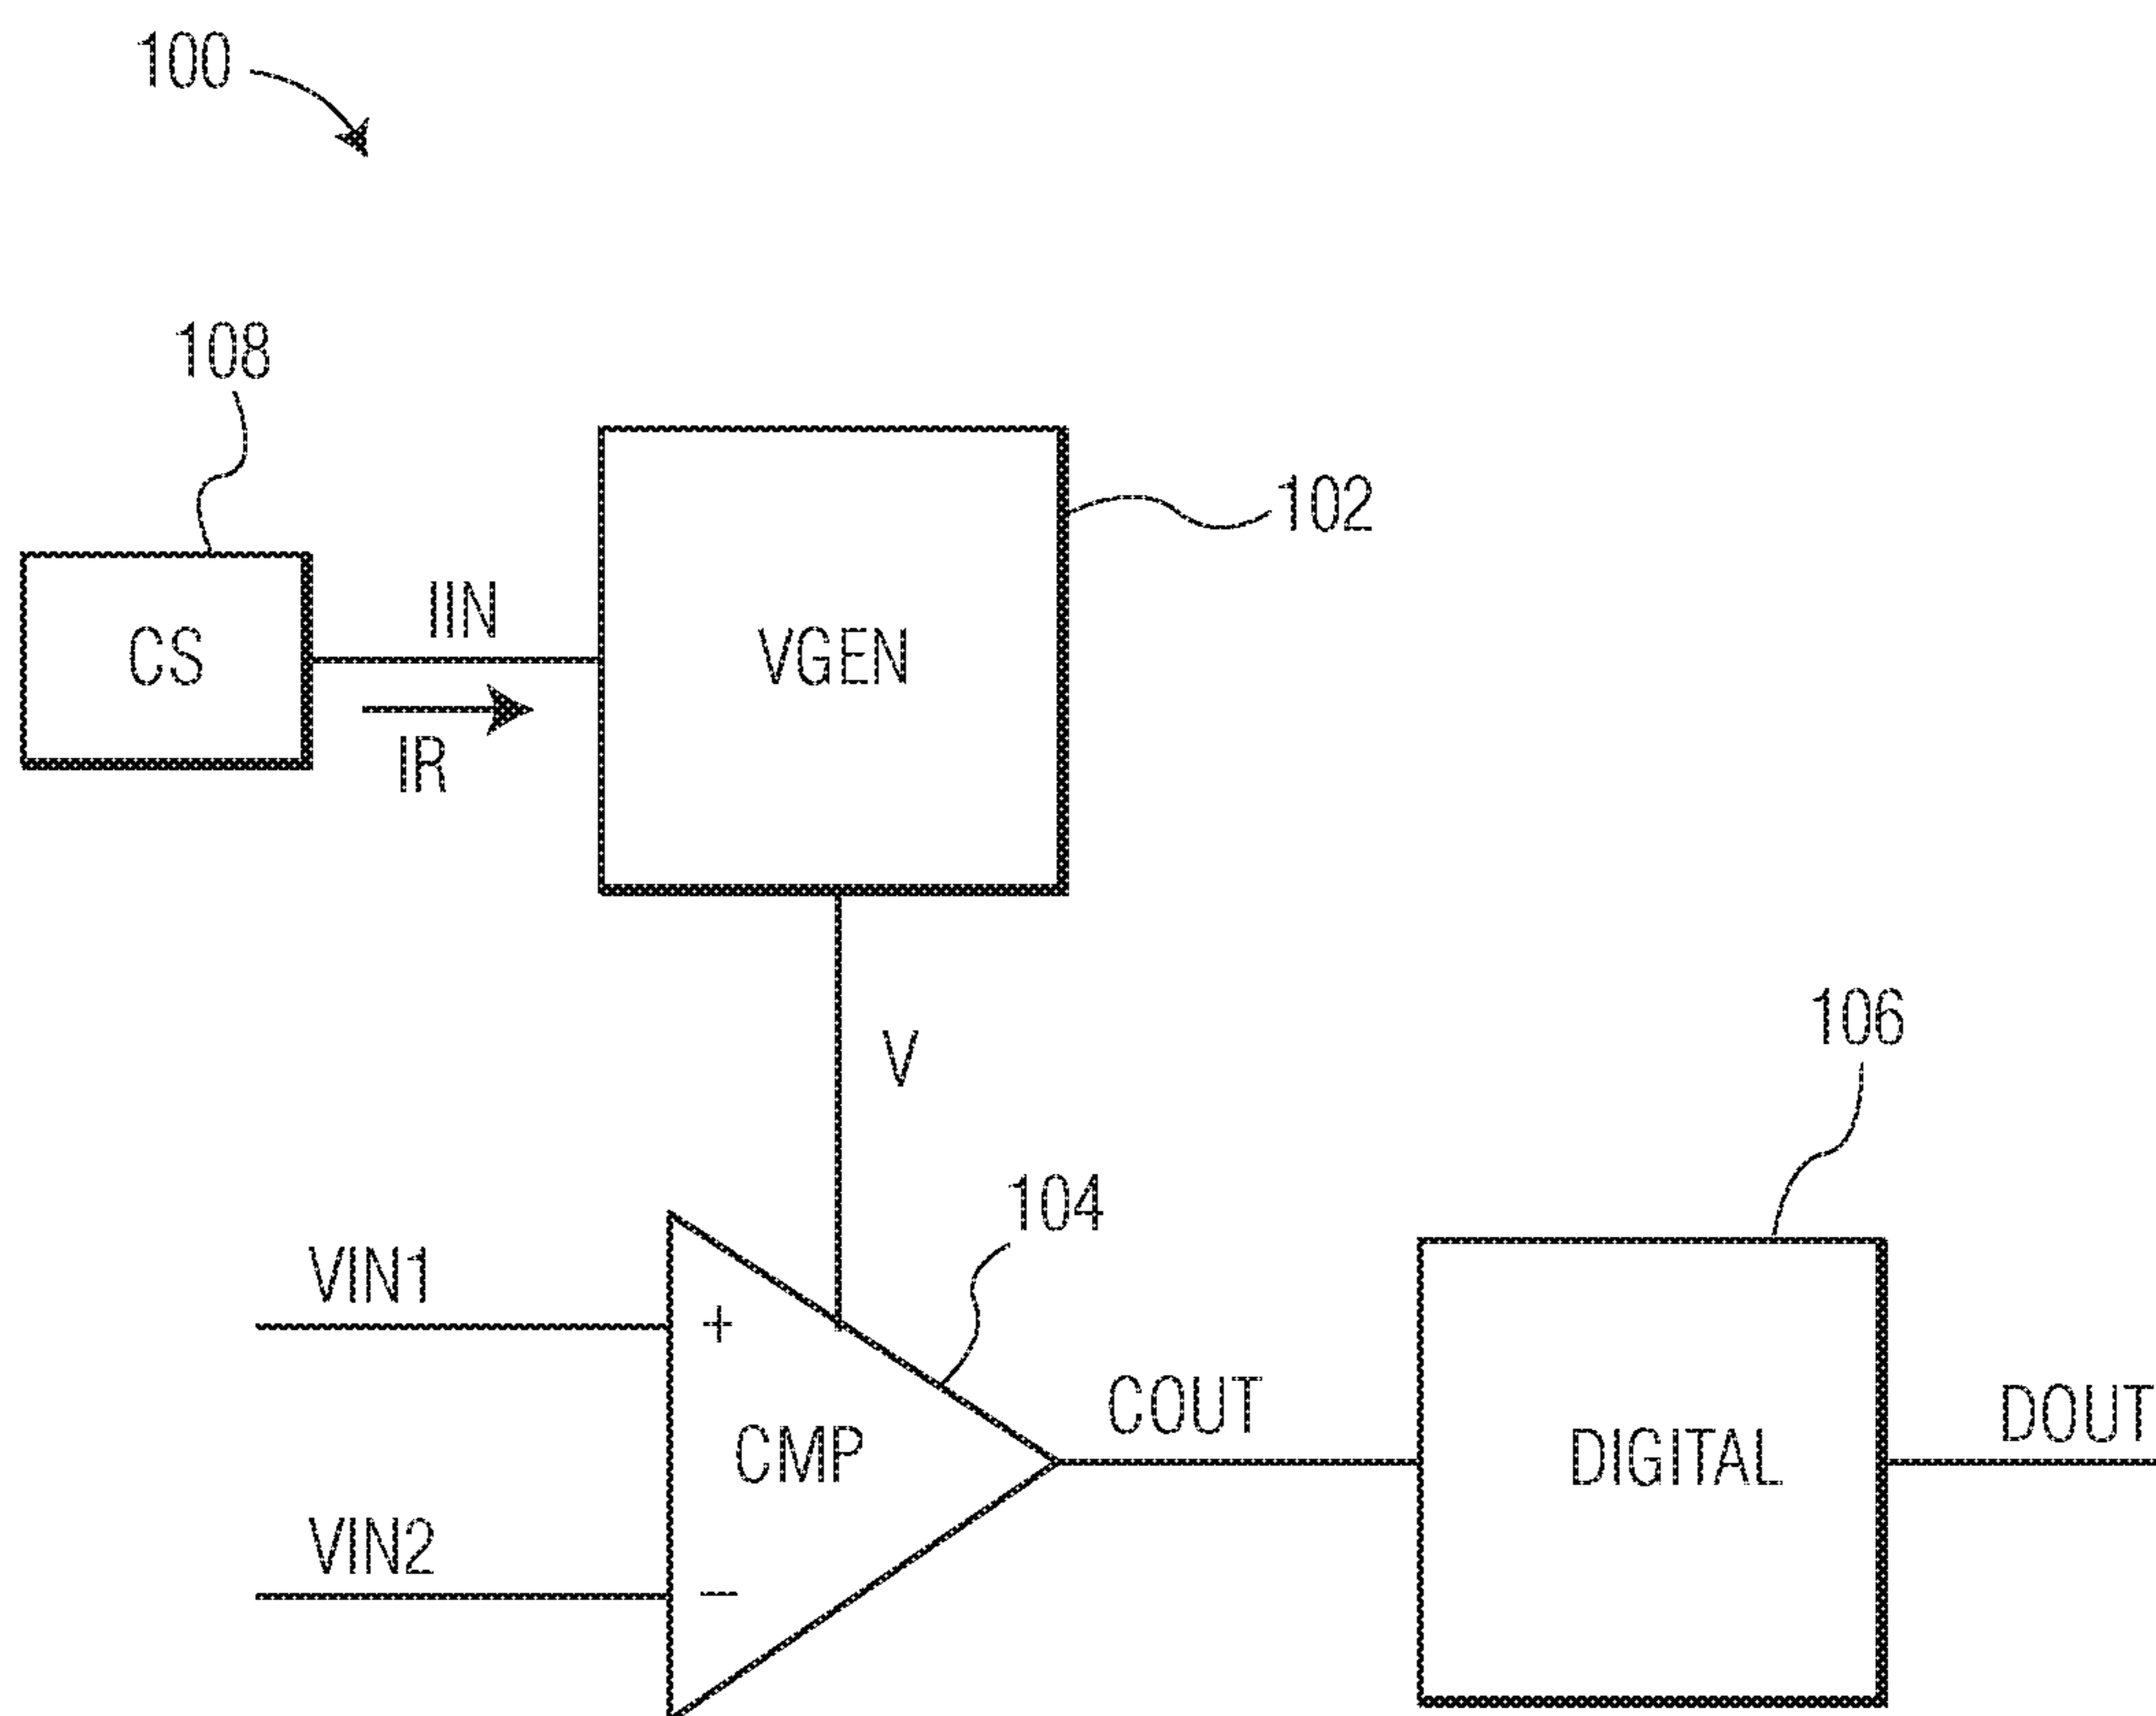 100
108
102
IIN
CS
VGEN
IR
V
106
104
VIN1
+
COUT
DOUT
CMP
DIGITAL
VIN2
−